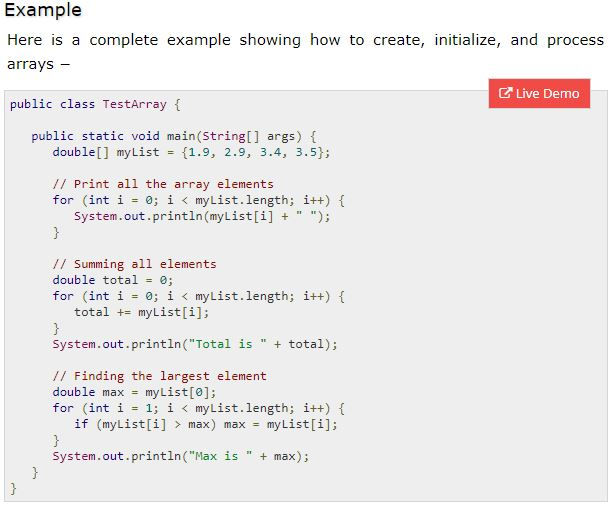 Example
Here is a complete example showing how to create, initialize, and process
arrays −
Live Demo
public class TestArray {
public static void main(String[] args) {
double[] myList = {1.9, 2.9, 3.4, 3.5};
// Print all the array elements
for (int i = 0; i < myList.length; i++) {
System.out.println(myList[i] + " ");
}
// Summing all elements
double total = 0;
for (int i = 0; i < myList.length; i++) {
total += myList[i];
}
System.out.println("Total is " + total);
// Finding the largest element
double max = myList[0];
for (int i = 1; i < myList.length; i++) {
if (myList[i] > max) max = myList[i];
}
System.out.println("Max is " + max);
}
}